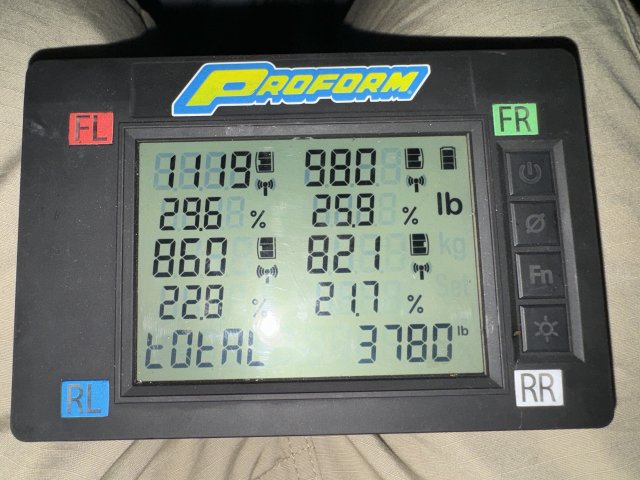 PROFORM
FL FR
1119 980
29.6 % 25.9 % lb
860 821
22.8 % 21.7 %
Fn
totAL 3780 lb
RL RR